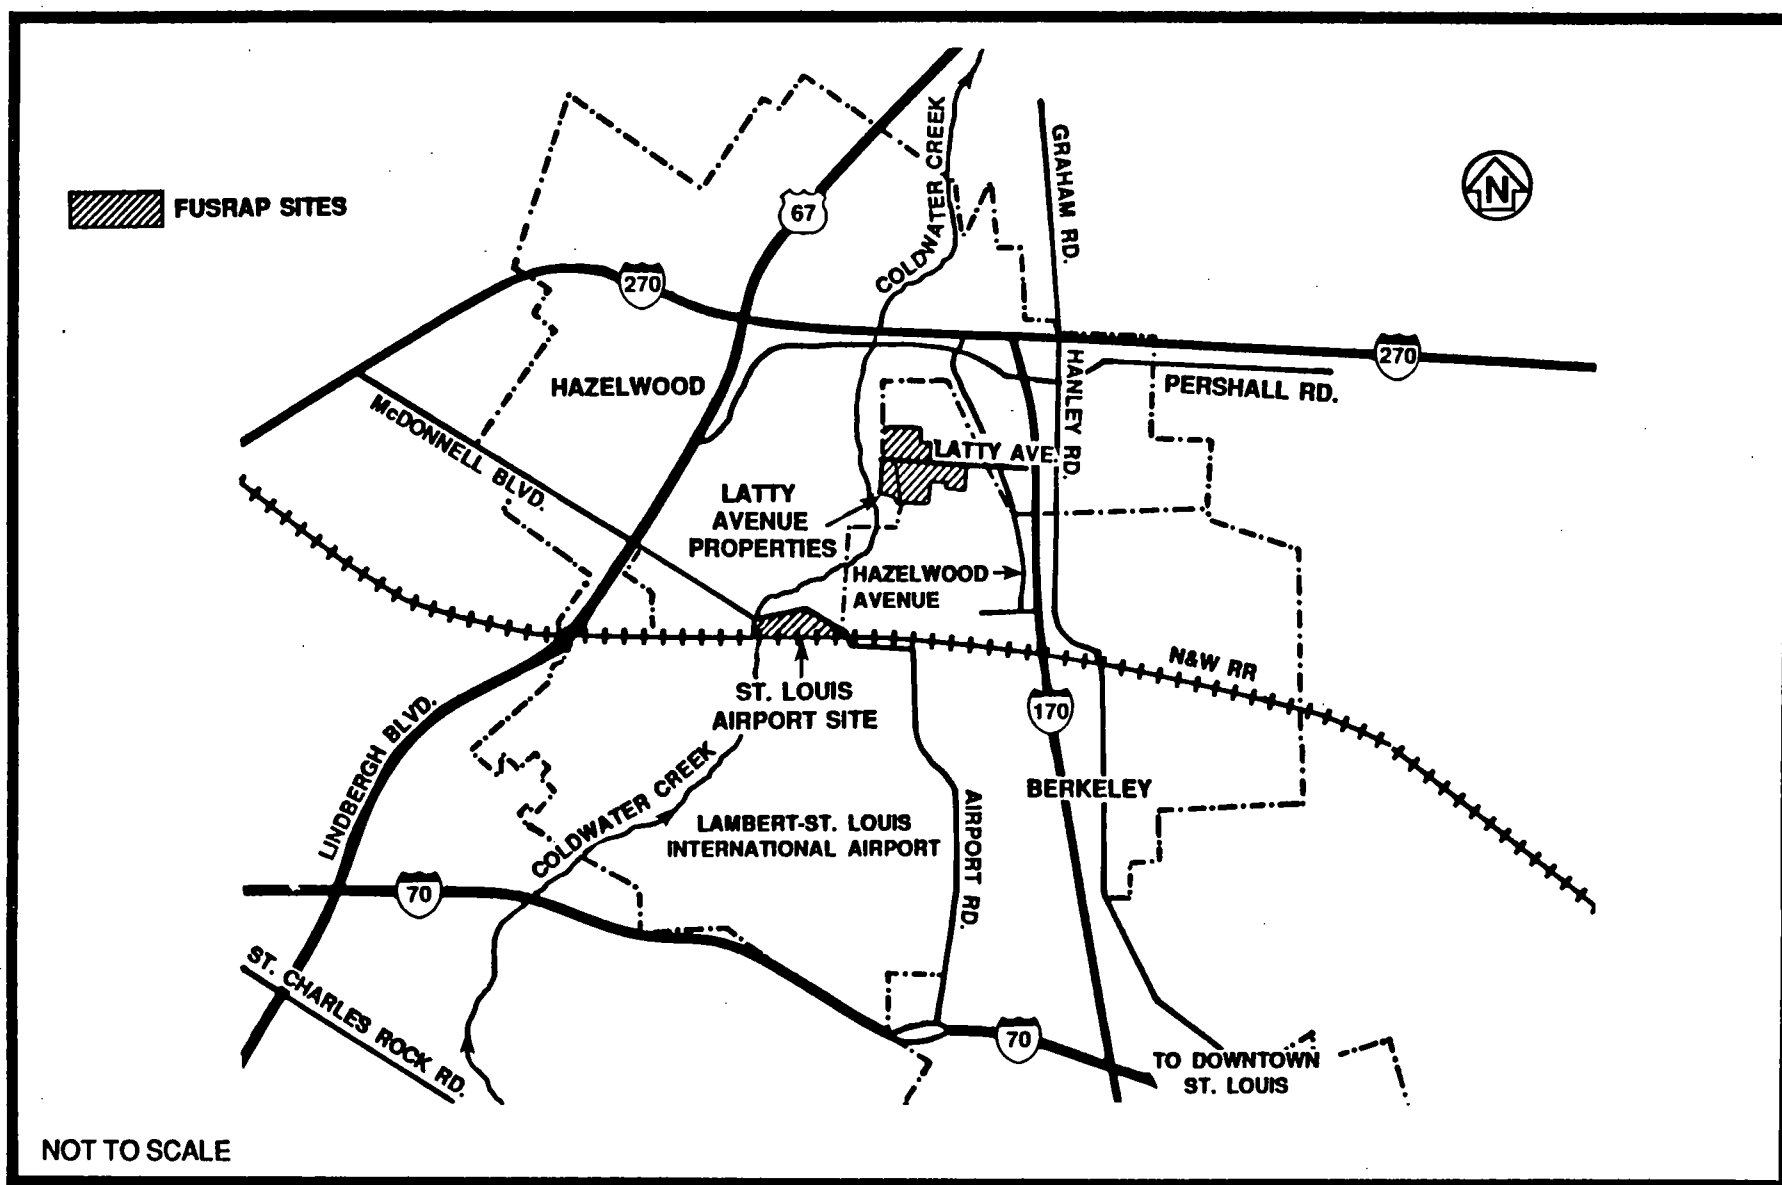 COLDWATER CREEK
GRAHAM RD.
N
FUSRAP SITES
67
270
270
HAZELWOOD
PERSHALL RD.
HANLEY RD.
McDONNELL BLVD.
LATTY AVE.
LATTY
AVENUE
PROPERTIES
HAZELWOOD
AVENUE
N&W RR
ST. LOUIS
AIRPORT SITE
170
LINDBERGH BLVD.
COLDWATER CREEK
BERKELEY
LAMBERT-ST. LOUIS
INTERNATIONAL AIRPORT
AIRPORT RD.
70
ST. CHARLES ROCK RD.
70
TO DOWNTOWN
ST. LOUIS
NOT TO SCALE